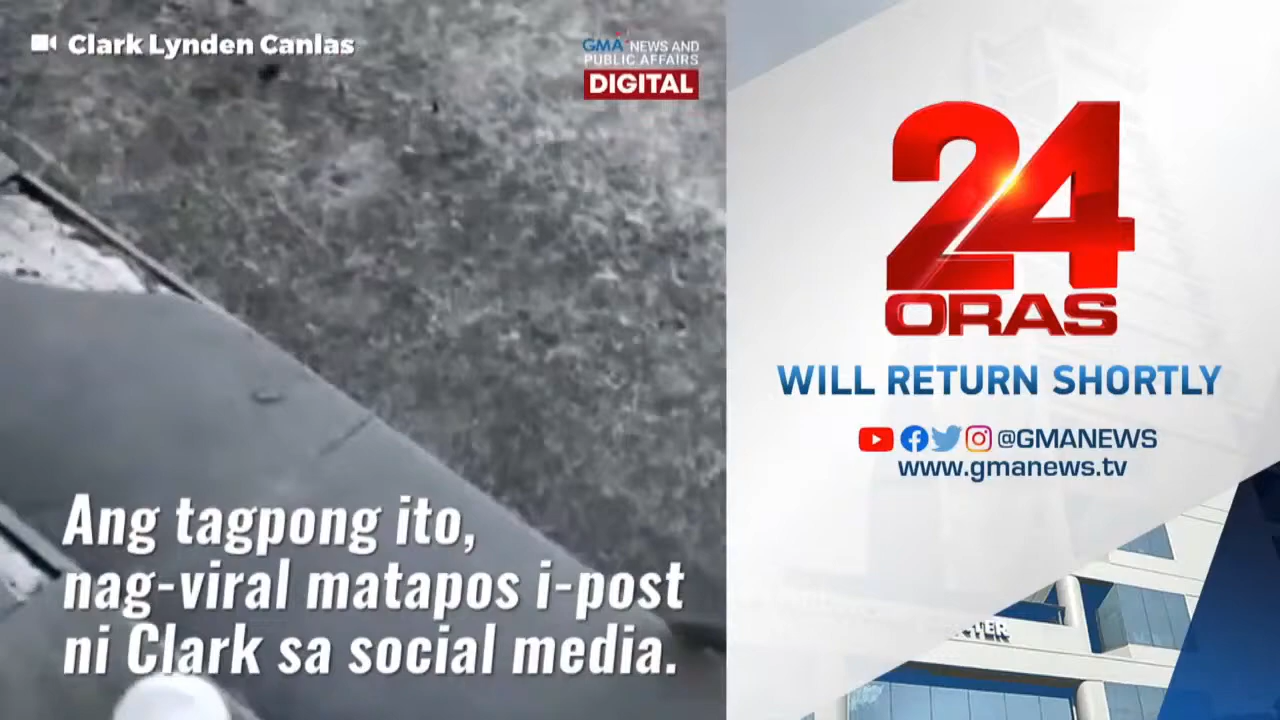 Clark Lynden Canlas
GMA NEWS AND
PUBLIC AFFAIRS
DIGITAL
Ang tagpong ito,
nag-viral matapos i-post
ni Clark sa social media.
24
ORAS
WILL RETURN SHORTLY
@GMANEWS
www.gmanews.tv